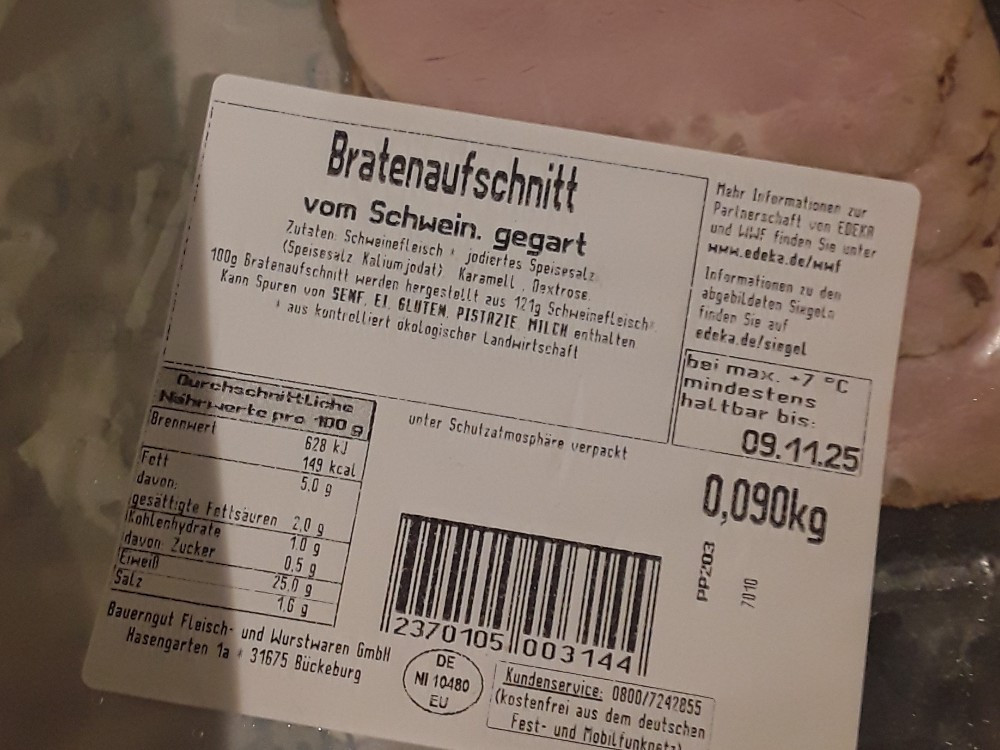 Bratenaufschnitt
vom Schwein, gegart
Zutaten: Schweinefleisch*, jodiertes Speisesalz
(Speisesalz, Kaliumjodat), Karamell, Dextrose.
100g Bratenaufschnitt werden hergestellt aus 121g Schweinefleisch*
Kann Spuren von SENF, EI, GLUTEN, PISTAZIE, MILCH enthalten
* aus kontrolliert ökologischer Landwirtschaft
Mehr Informationen zur
Partnerschaft von EDEKA
und WWF finden Sie unter
www.edeka.de/wwf
Informationen zu den
abgebildeten Siegeln
finden Sie auf
edeka.de/siegel
bei max. +7 °C
mindestens
haltbar bis:
09.11.25
unter Schutzatmosphäre verpackt
0,090kg
PP203
7010
Durchschnittliche
Nährwerte pro 100 g
Brennwert
628 kJ
149 kcal
Fett 5,0 g
davon:
gesättigte Fettsäuren 2,0 g
Kohlenhydrate 1,0 g
davon Zucker 0,5 g
Eiweiß 25,0 g
Salz 1,6 g
Bauerngut Fleisch- und Wurstwaren GmbH
Hasengarten 1a * 31675 Bückeburg
2370105 003144
DE
NI 10480
EU
Kundenservice: 0800/7242855
(kostenfrei aus dem deutschen
Fest- und Mobilfunknetz)